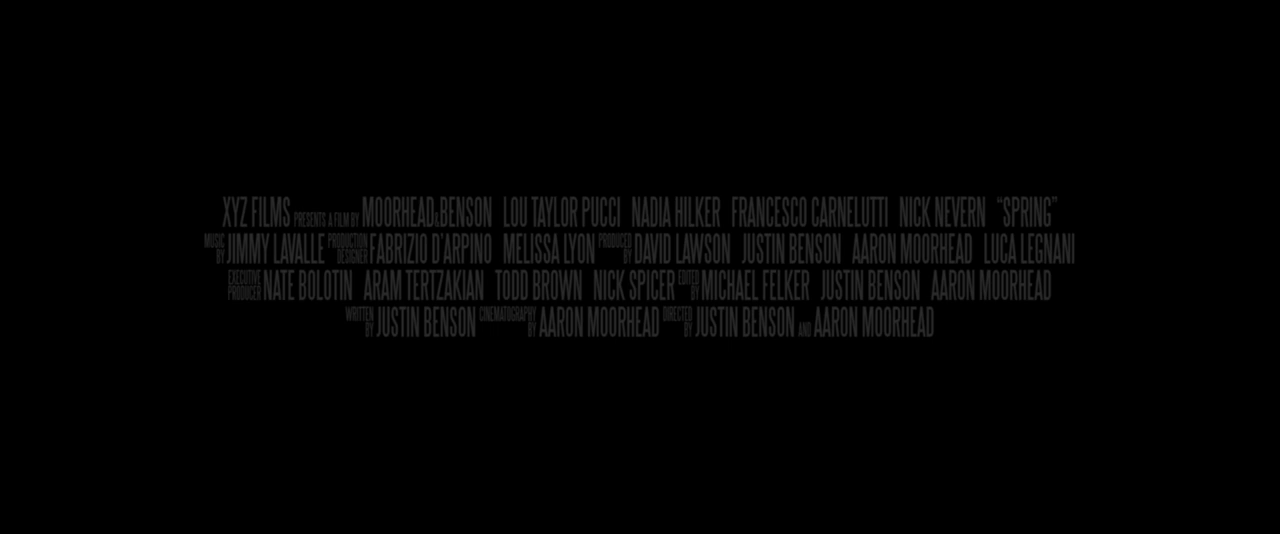 XYZ FILMS PRESENTS A FILM BY MOORHEAD&BENSON LOU TAYLOR PUCCI NADIA HILKER FRANCESCO CARNELUTTI NICK NEVERN “SPRING”
MUSIC BY JIMMY LAVALLE PRODUCTION DESIGNER FABRIZIO D'ARPINO MELISSA LYON PRODUCED BY DAVID LAWSON JUSTIN BENSON AARON MOORHEAD LUCA LEGNANI
EXECUTIVE PRODUCER NATE BOLOTIN ARAM TERTZAKIAN TODD BROWN NICK SPICER EDITED BY MICHAEL FELKER JUSTIN BENSON AARON MOORHEAD
WRITTEN BY JUSTIN BENSON CINEMATOGRAPHY BY AARON MOORHEAD DIRECTED BY JUSTIN BENSON AND AARON MOORHEAD